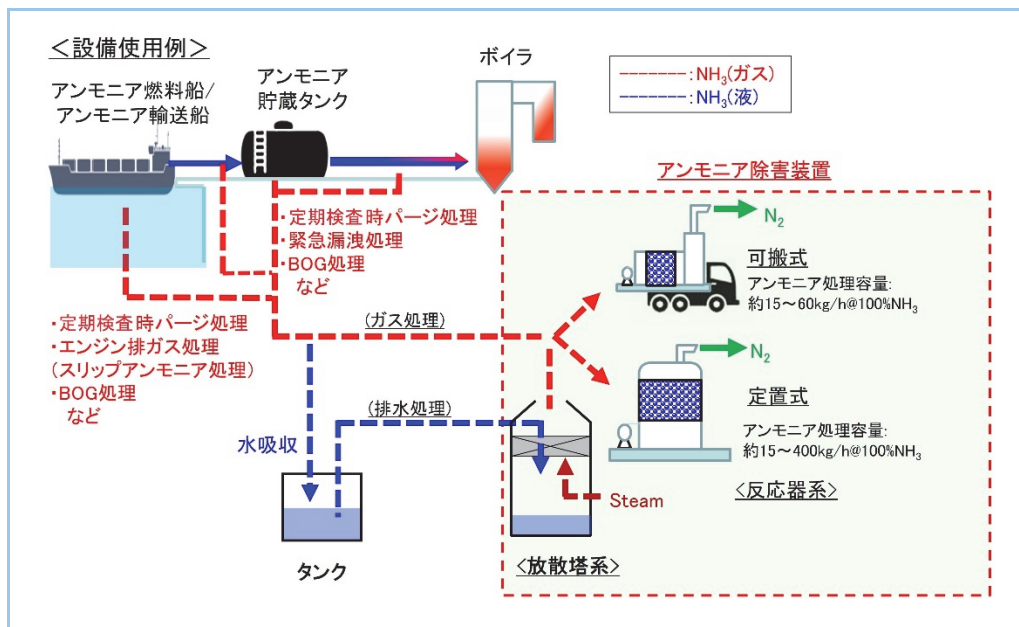 <設備使用例>
アンモニア燃料船/
アンモニア輸送船
アンモニア
貯蔵タンク
ボイラ
-------:NH₃(ガス)
-------:NH₃(液)
・定期検査時パージ処理
・緊急漏洩処理
・BOG処理
など
・定期検査時パージ処理
・エンジン排ガス処理
(スリップアンモニア処理)
・BOG処理
など
(ガス処理)
(排水処理)
水吸収
タンク
アンモニア除害装置
N₂
可搬式
アンモニア処理容量:
約15～60kg/h@100%NH₃
N₂
定置式
アンモニア処理容量:
約15～400kg/h@100%NH₃
<反応器系>
Steam
<放散塔系>